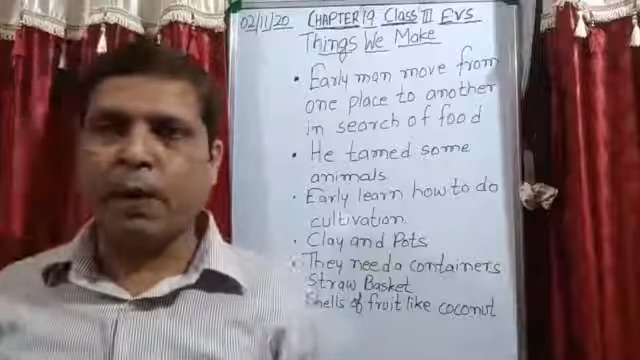 02/11/20 CHAPTER 19 Class III EVS
Things We Make
• Early man move from
one place to another
in search of food
• He tamed some
animals
• Early learn how to do
cultivation
• Clay and Pots
• They need a containers
Straw Basket
Shells of fruit like coconut